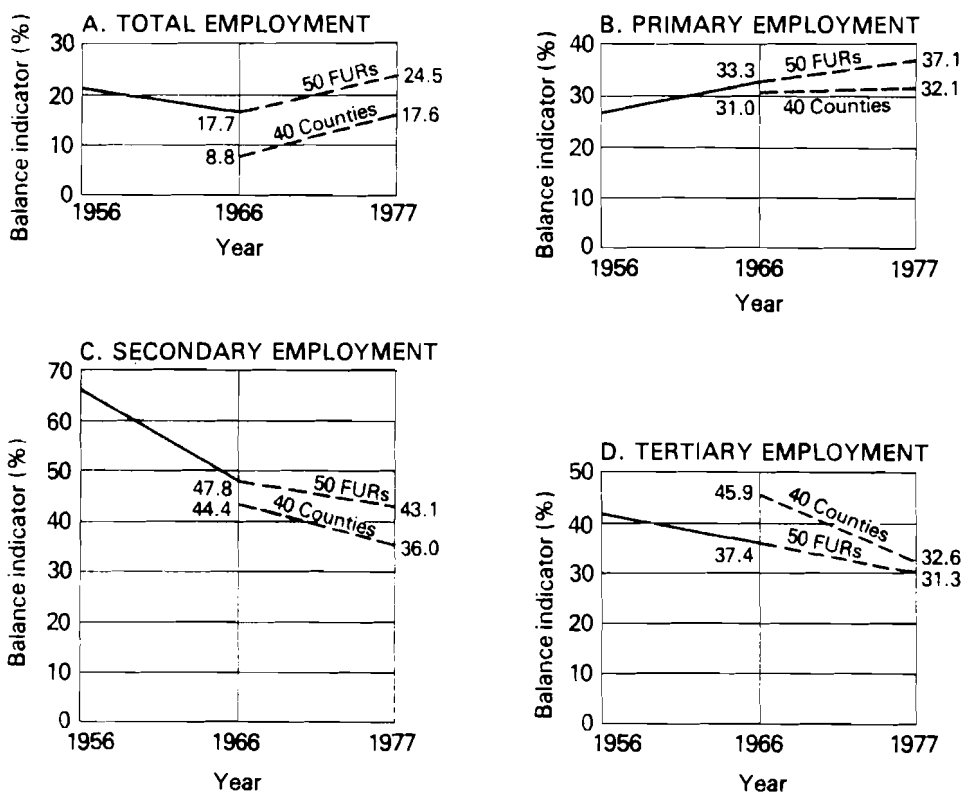 A. TOTAL EMPLOYMENT
Balance indicator (%)
30
20
10
0
17.7
8.8
50 FURs
40 Counties
24.5
17.6
1956
1966
1977
Year
B. PRIMARY EMPLOYMENT
Balance indicator (%)
40
30
20
10
0
33.3
31.0
50 FURs
40 Counties
37.1
32.1
1956
1966
1977
Year
C. SECONDARY EMPLOYMENT
Balance indicator (%)
70
60
50
40
30
20
10
0
47.8
44.4
50 FURs
40 Counties
43.1
36.0
1956
1966
1977
Year
D. TERTIARY EMPLOYMENT
Balance indicator (%)
50
40
30
20
10
0
45.9
37.4
40 Counties
50 FURs
32.6
31.3
1956
1966
1977
Year